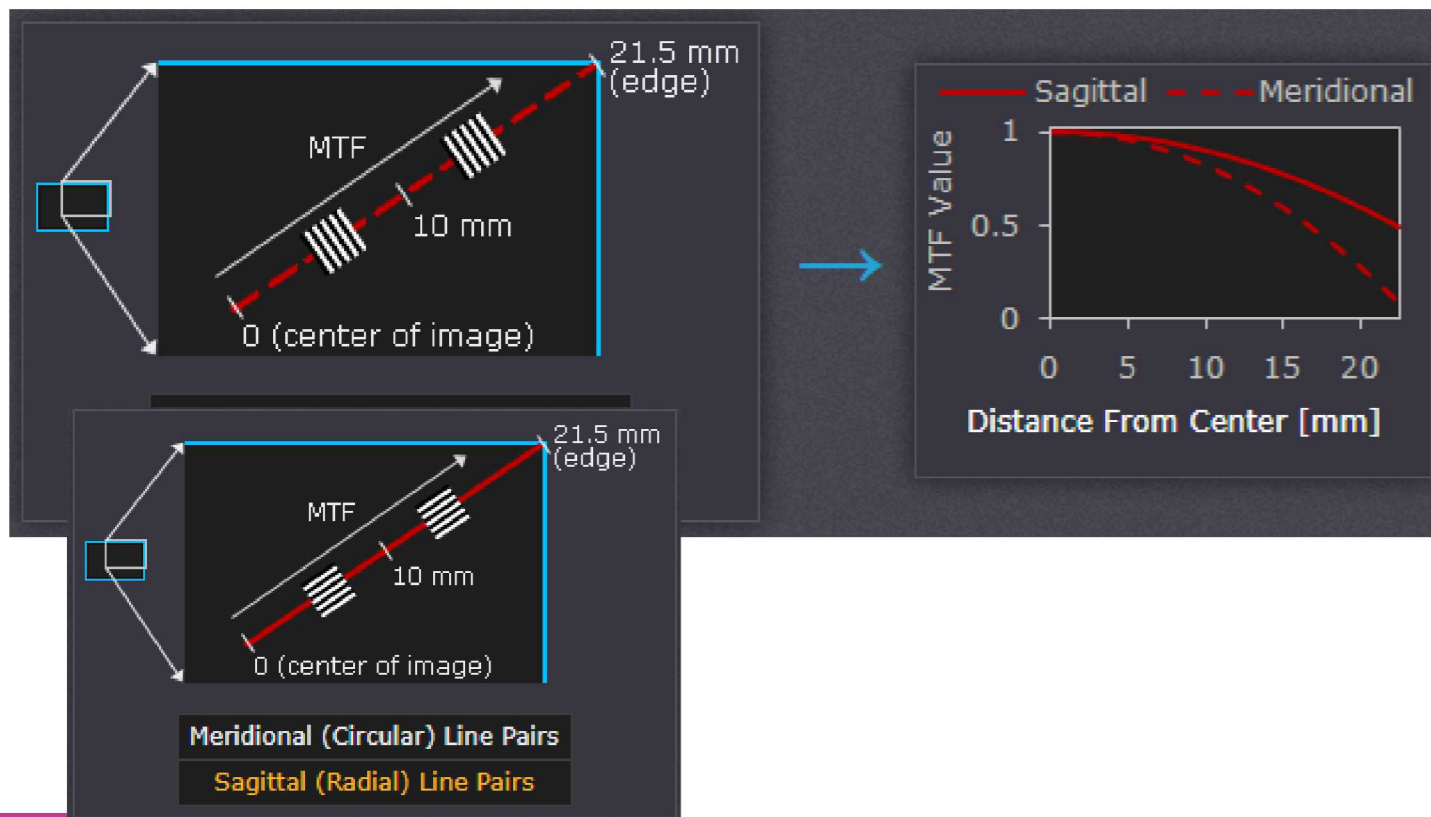 21.5 mm
(edge)
MTF
10 mm
0 (center of image)
Sagittal
Meridional
MTF Value
1
0.5
0
0 5 10 15 20
Distance From Center [mm]
21.5 mm
(edge)
MTF
10 mm
0 (center of image)
Meridional (Circular) Line Pairs
Sagittal (Radial) Line Pairs